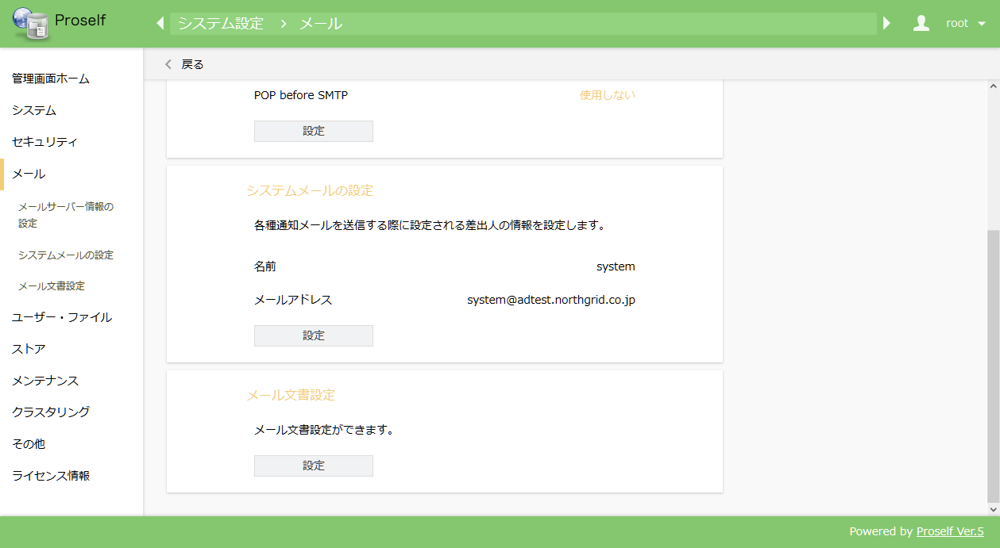 Proself
システム設定 › メール
root
管理画面ホーム
システム
セキュリティ
メール
メールサーバー情報の
設定
システムメールの設定
メール文書設定
ユーザー・ファイル
ストア
メンテナンス
クラスタリング
その他
ライセンス情報
戻る
POP before SMTP 使用しない
設定
システムメールの設定
各種通知メールを送信する際に設定される差出人の情報を設定します。
名前 system
メールアドレス system@adtest.northgrid.co.jp
設定
メール文書設定
メール文書設定ができます。
設定
Powered by Proself Ver.5